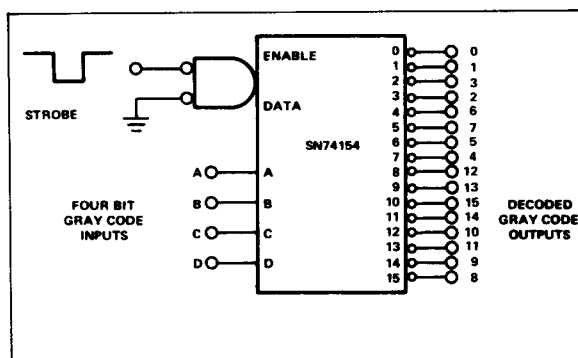 ENABLE
STROBE
DATA
SN74154
0 0
1 1
2 3
3 2
4 6
5 7
6 5
7 4
8 12
9 13
10 15
11 14
12 10
13 11
14 9
15 8
A A
B B
C C
D D
FOUR BIT
GRAY CODE
INPUTS
DECODED
GRAY CODE
OUTPUTS